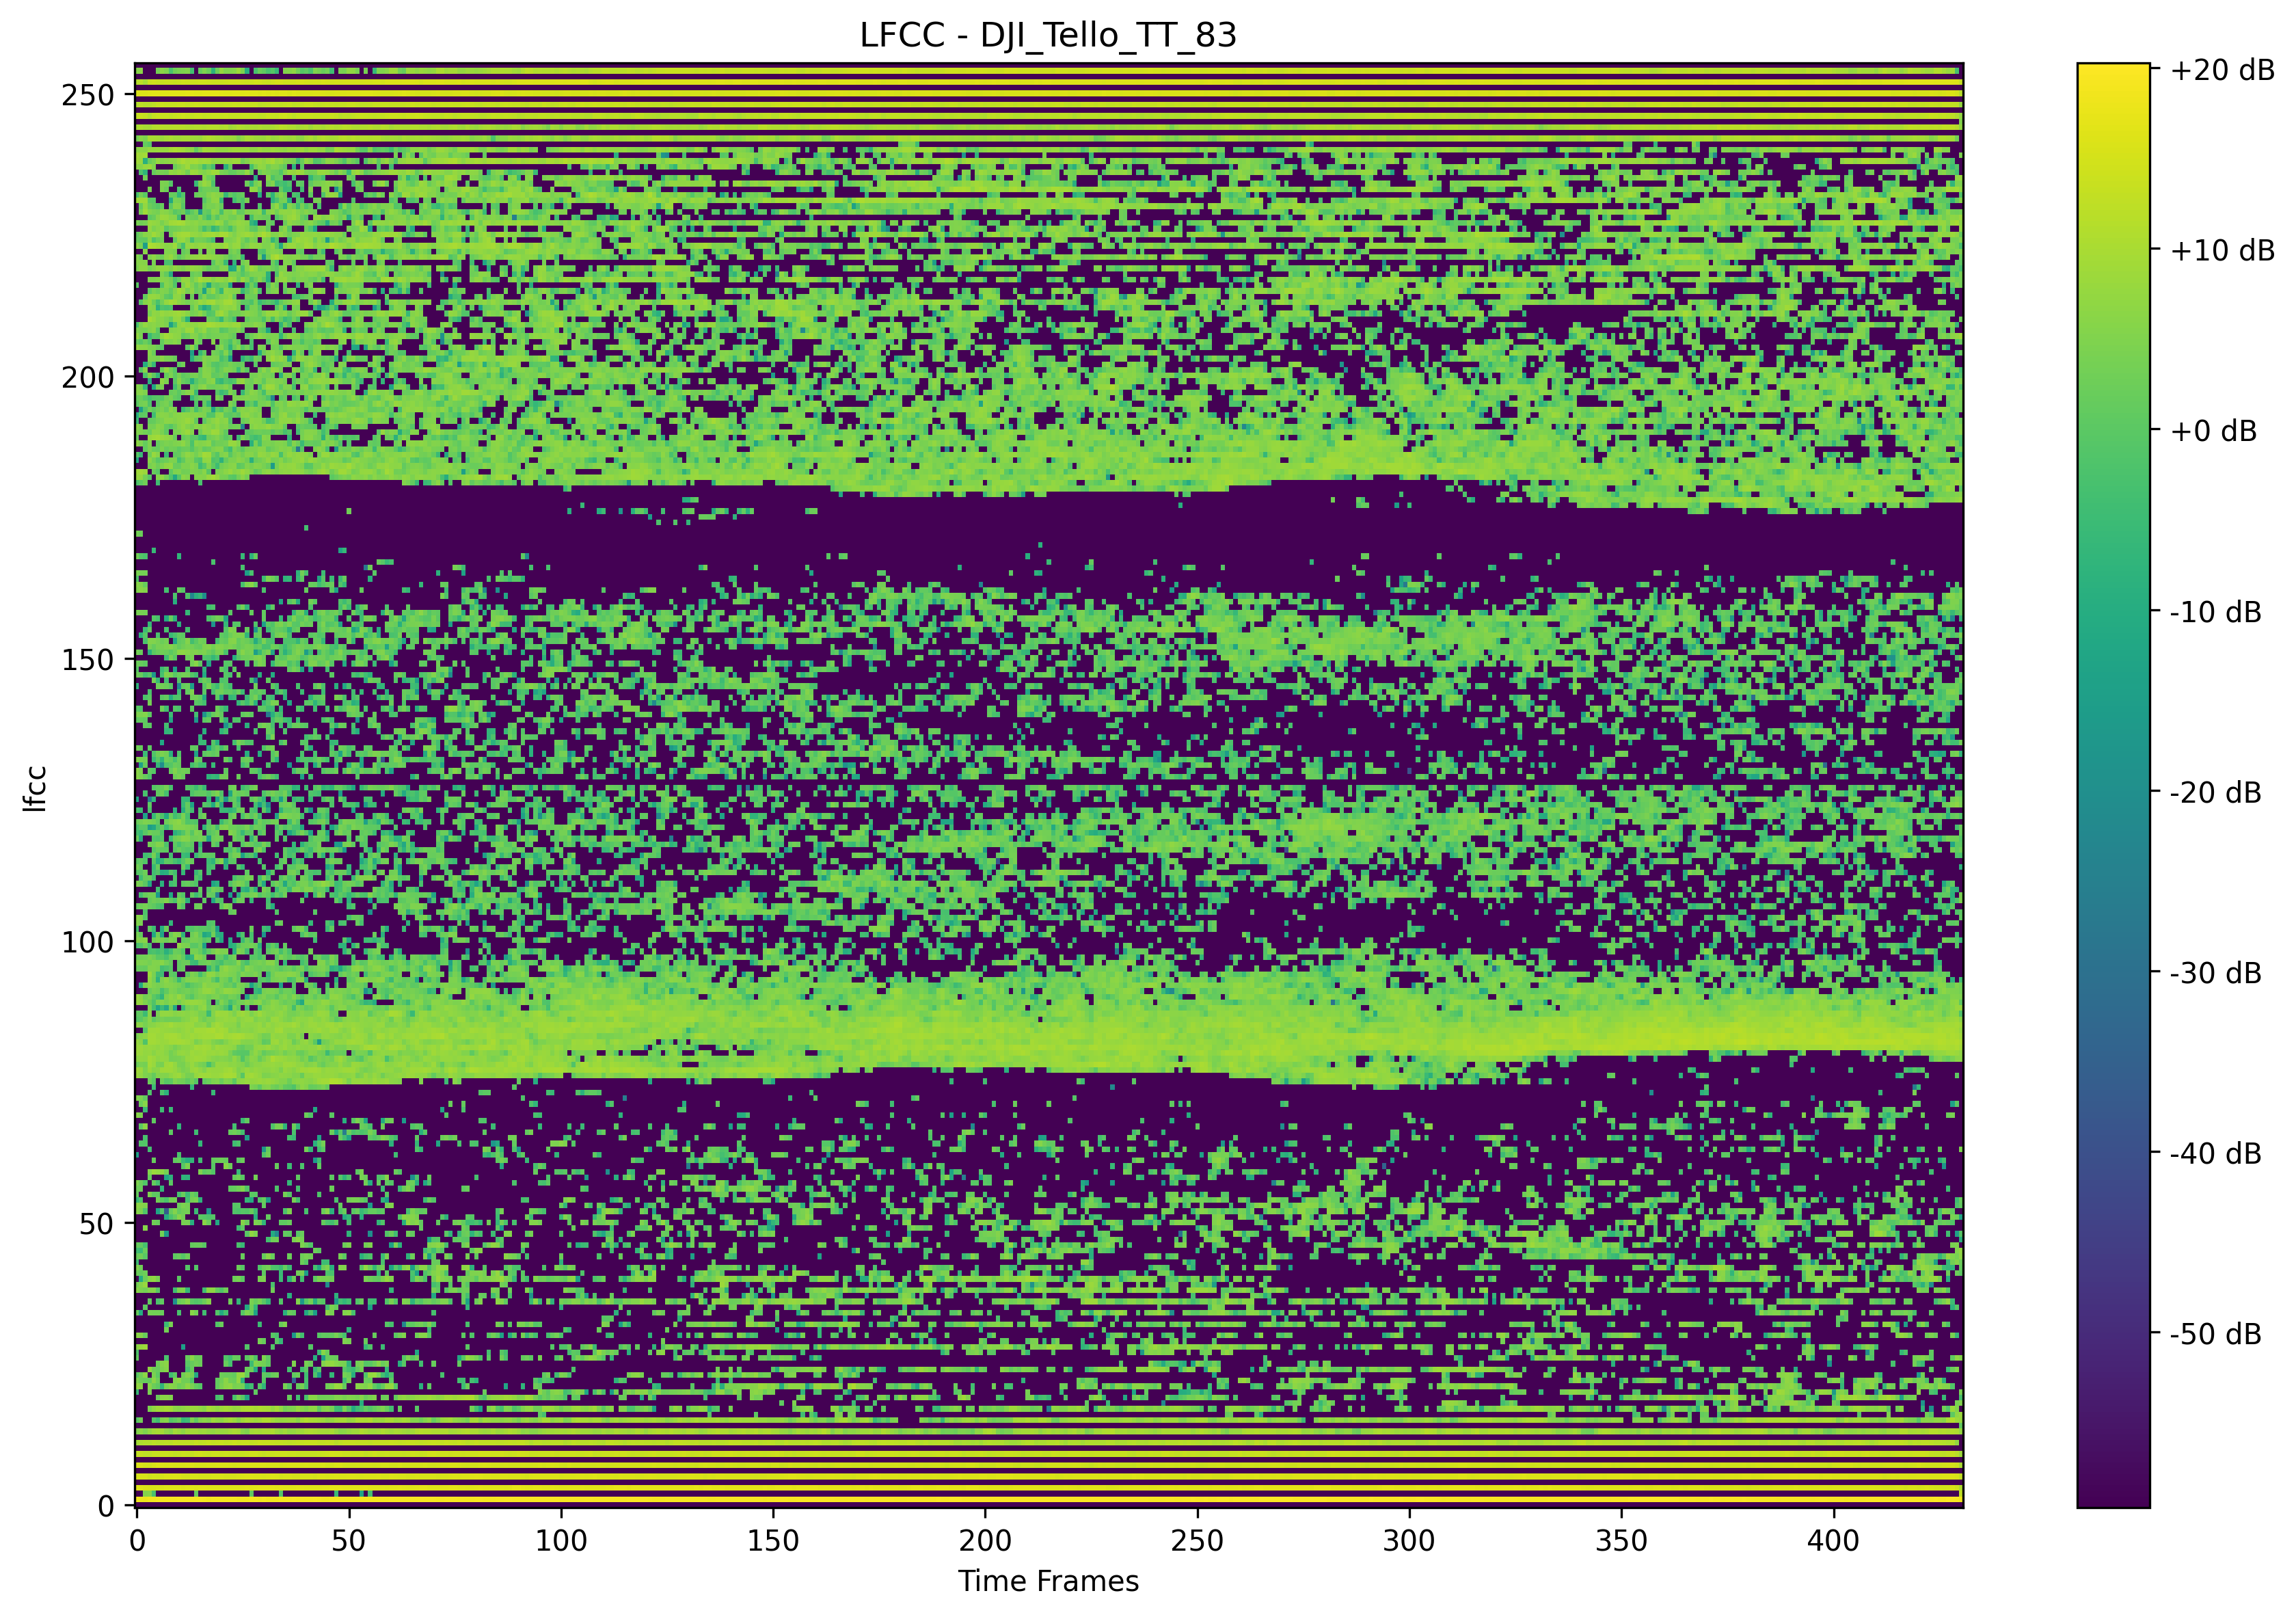 LFCC - DJI_Tello_TT_83
250
200
150
100
50
0
lfcc
0 50 100 150 200 250 300 350 400
Time Frames
+20 dB
+10 dB
+0 dB
-10 dB
-20 dB
-30 dB
-40 dB
-50 dB